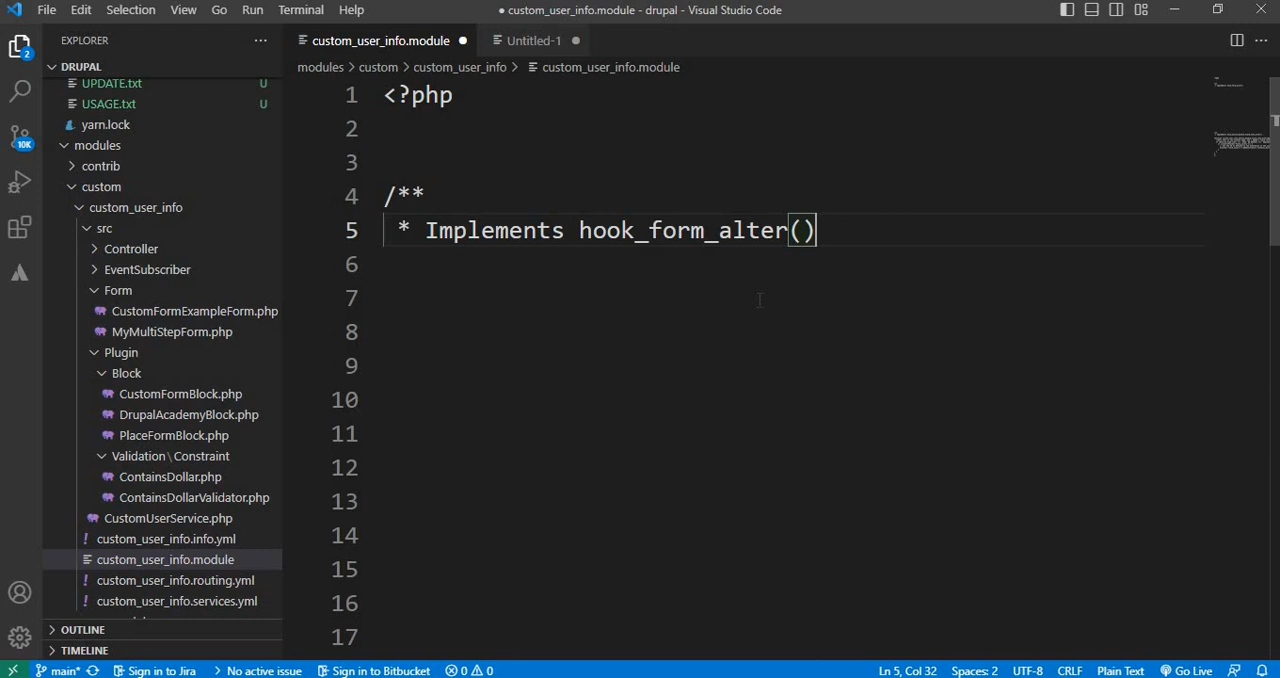 File Edit Selection View Go Run Terminal Help
● custom_user_info.module - drupal - Visual Studio Code
EXPLORER
custom_user_info.module
Untitled-1
DRUPAL
modules > custom > custom_user_info > custom_user_info.module
UPDATE.txt U
USAGE.txt U
yarn.lock
modules
contrib
custom
custom_user_info
src
Controller
EventSubscriber
Form
CustomFormExampleForm.php
MyMultiStepForm.php
Plugin
Block
CustomFormBlock.php
DrupalAcademyBlock.php
PlaceFormBlock.php
Validation\Constraint
ContainsDollar.php
ContainsDollarValidator.php
CustomUserService.php
custom_user_info.info.yml
custom_user_info.module
custom_user_info.routing.yml
custom_user_info.services.yml
OUTLINE
TIMELINE
2
10K
1 <?php
2
3
4 /**
5 * Implements hook_form_alter()
6
7
8
9
10
11
12
13
14
15
16
17
main* Sign in to Jira No active issue Sign in to Bitbucket 0 0 Ln 5, Col 32 Spaces: 2 UTF-8 CRLF Plain Text Go Live